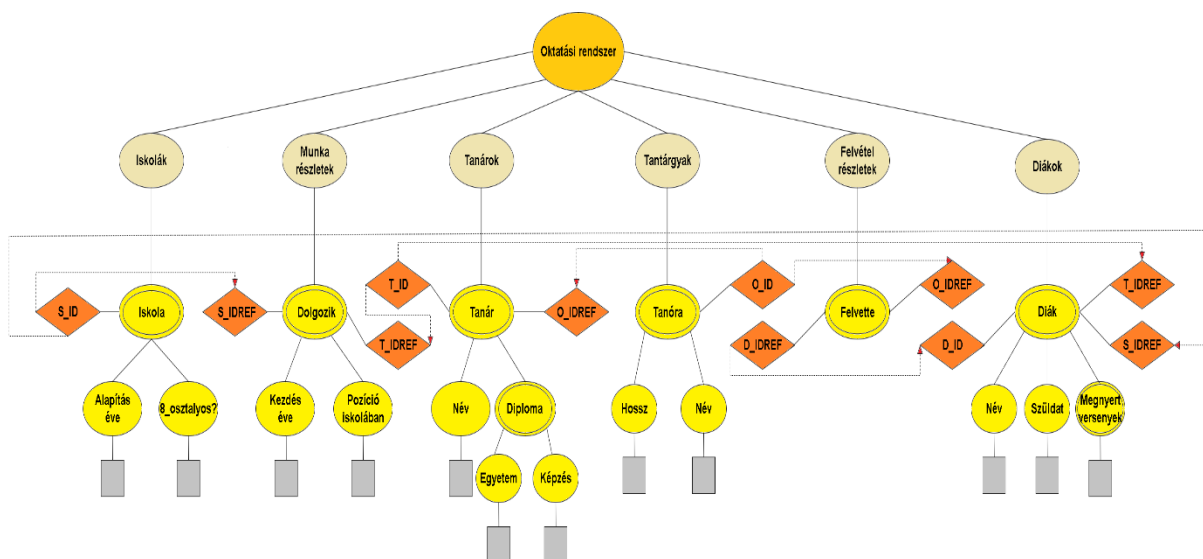 Oktatási rendszer
Iskolák
Munka
részletek
Tanárok
Tantárgyak
Felvétel
részletek
Diákok
S_ID
Iskola
S_IDREF
Dolgozik
T_ID
T_IDREF
Tanár
O_IDREF
Tanóra
O_ID
D_IDREF
Felvette
O_IDREF
D_ID
Diák
T_IDREF
S_IDREF
Alapítás
éve
8_osztalyos?
Kezdés
éve
Pozíció
iskolában
Név
Diploma
Hossz
Név
Név
Szűldat
Megnyert
versenyek
Egyetem
Képzés